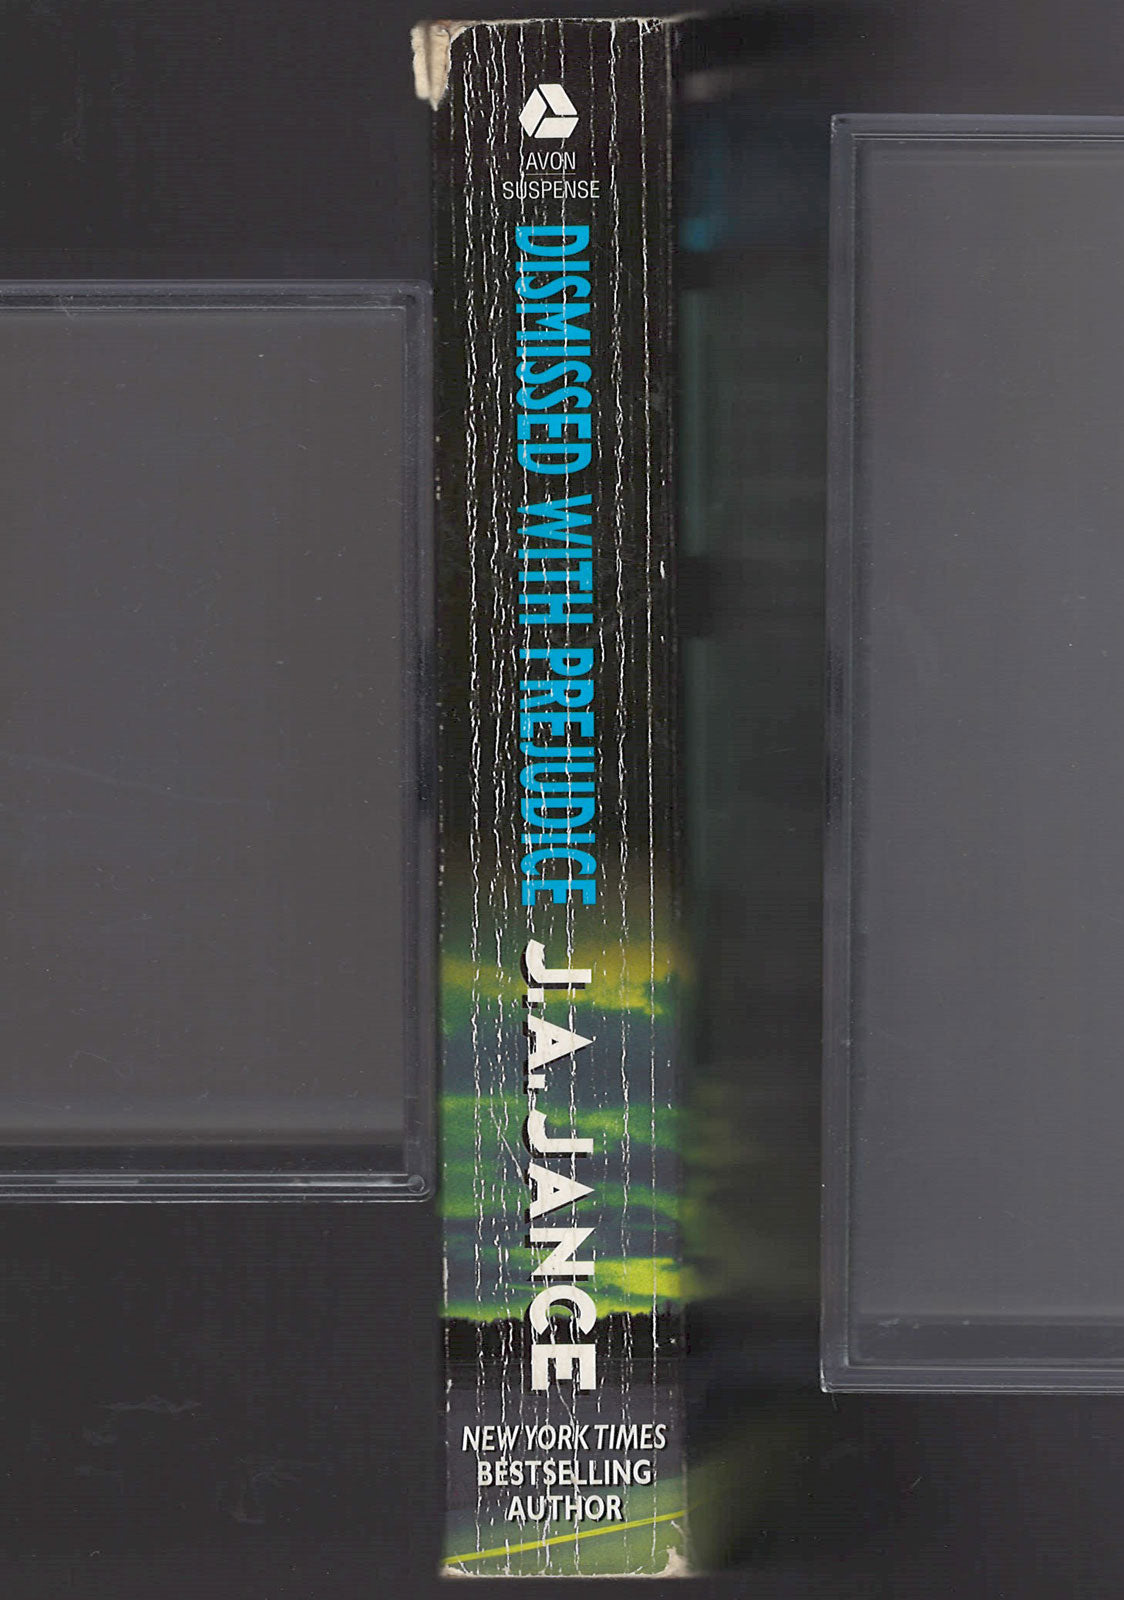 AVON
SUSPENSE
DISMISSED WITH PREJUDICE
J.A. JANCE
NEW YORK TIMES
BESTSELLING
AUTHOR